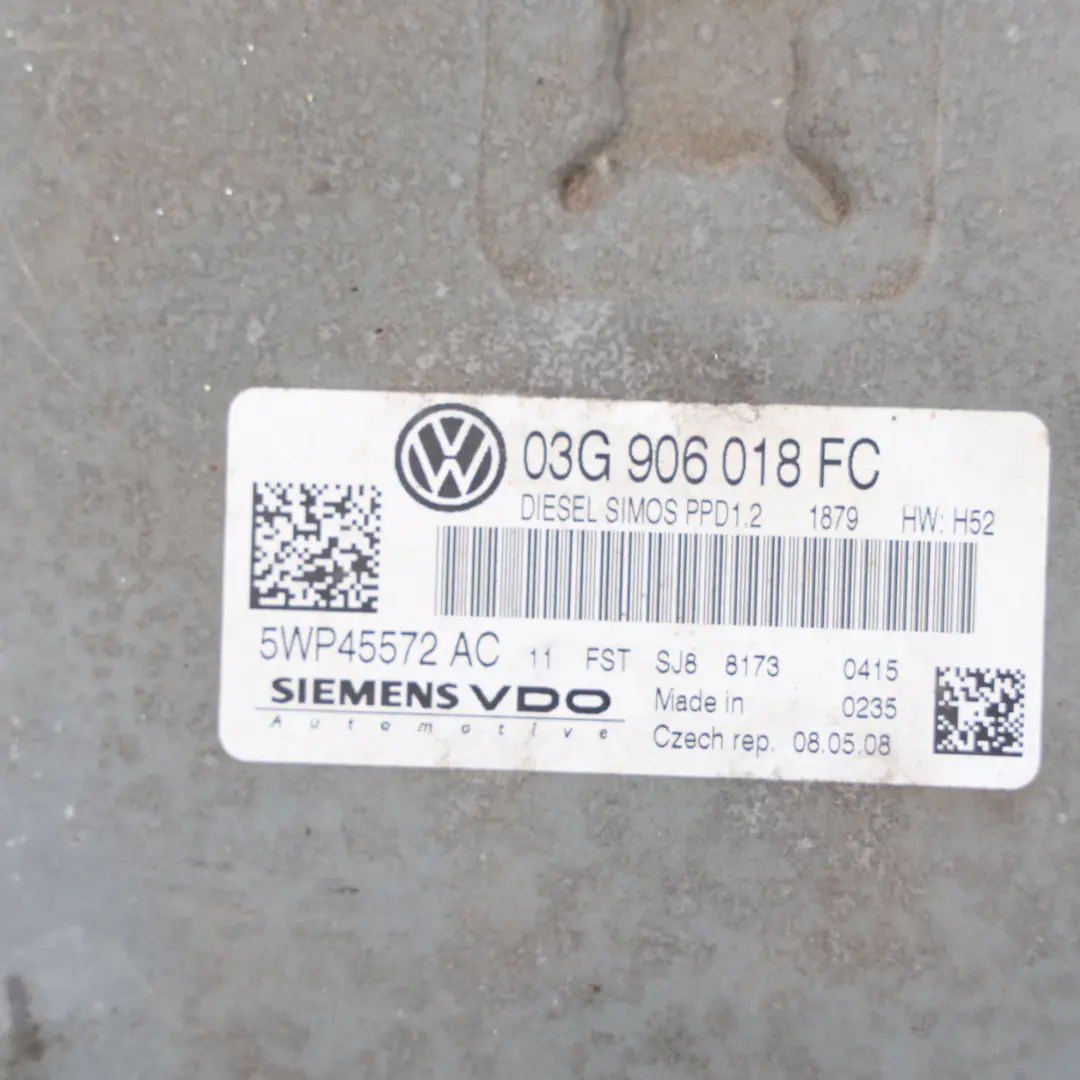 03G 906 018 FC
DIESEL SIMOS PPD1.2 1879 HW: H52
5WP45572 AC 11 FST SJ8 8173 0415
SIEMENS VDO Made in 0235
Automotive Czech rep. 08.05.08